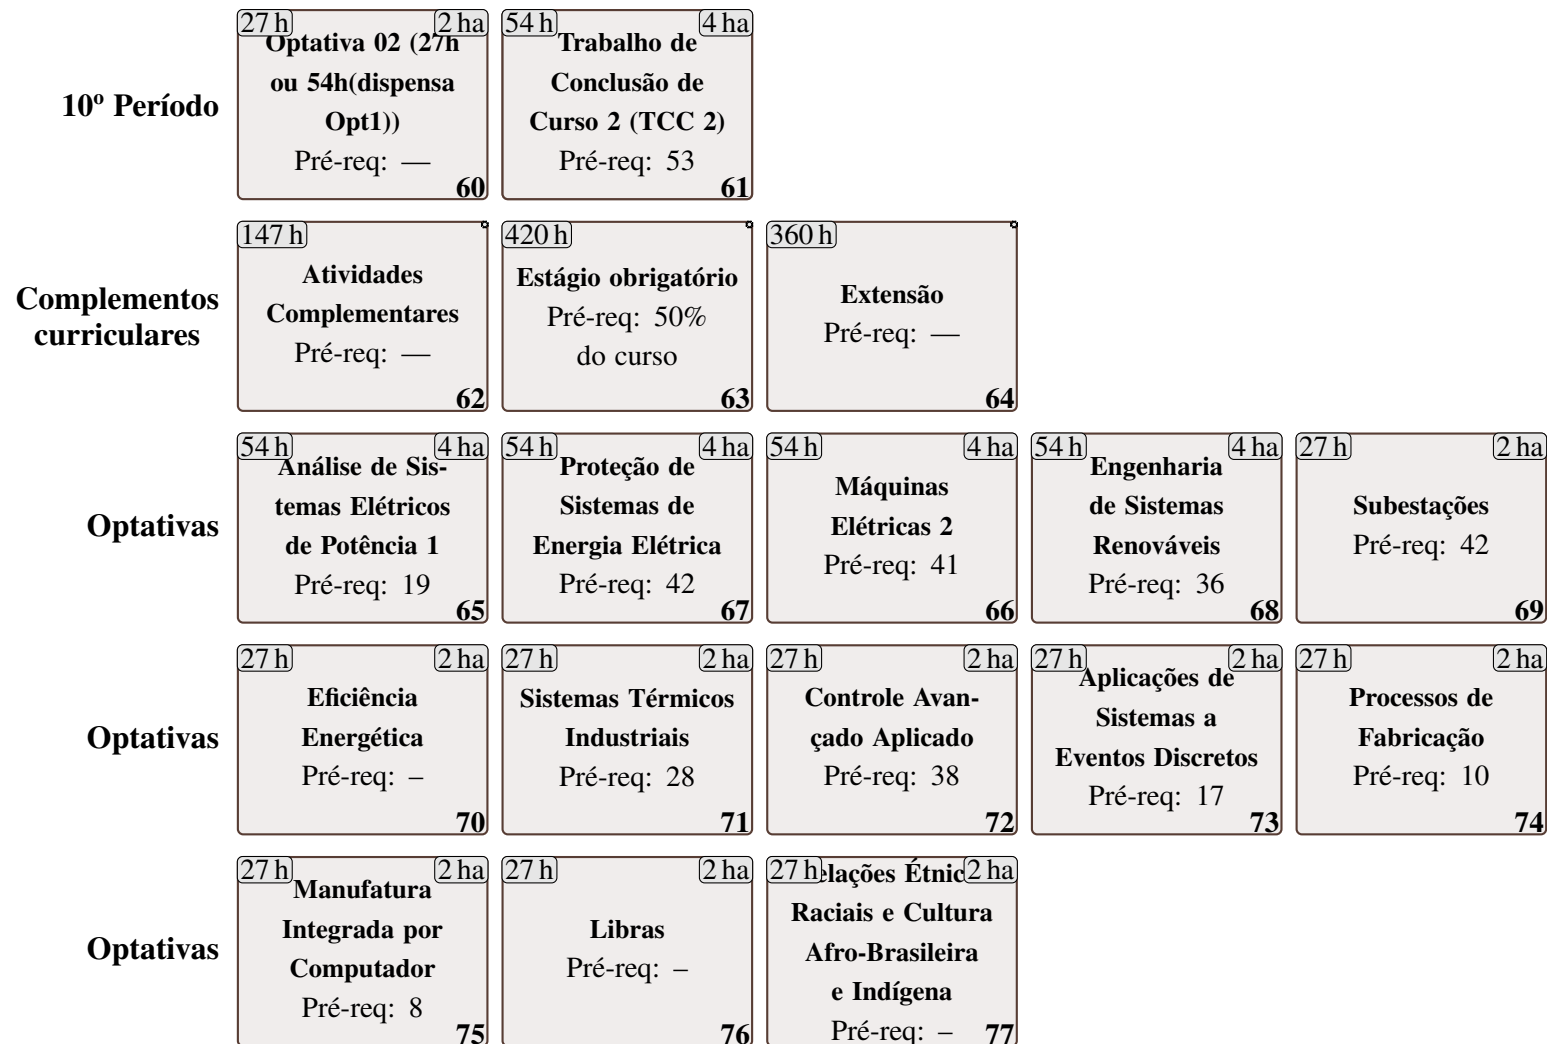 10º Período
27 h 2 ha
Optativa 02 (27h
ou 54h(dispensa
Opt1))
Pré-req: —
60
54 h 4 ha
Trabalho de
Conclusão de
Curso 2 (TCC 2)
Pré-req: 53
61
Complementos
curriculares
147 h
Atividades
Complementares
Pré-req: —
62
420 h
Estágio obrigatório
Pré-req: 50%
do curso
63
360 h
Extensão
Pré-req: —
64
Optativas
54 h 4 ha
Análise de Sis-
temas Elétricos
de Potência 1
Pré-req: 19
65
54 h 4 ha
Proteção de
Sistemas de
Energia Elétrica
Pré-req: 42
67
54 h 4 ha
Máquinas
Elétricas 2
Pré-req: 41
66
54 h 4 ha
Engenharia
de Sistemas
Renováveis
Pré-req: 36
68
27 h 2 ha
Subestações
Pré-req: 42
69
Optativas
27 h 2 ha
Eficiência
Energética
Pré-req: –
70
27 h 2 ha
Sistemas Térmicos
Industriais
Pré-req: 28
71
27 h 2 ha
Controle Avan-
çado Aplicado
Pré-req: 38
72
27 h 2 ha
Aplicações de
Sistemas a
Eventos Discretos
Pré-req: 17
73
27 h 2 ha
Processos de
Fabricação
Pré-req: 10
74
Optativas
27 h 2 ha
Manufatura
Integrada por
Computador
Pré-req: 8
75
27 h 2 ha
Libras
Pré-req: –
76
27 h 2 ha
Raciais e Cultura
Afro-Brasileira
e Indígena
Pré-req: –
77